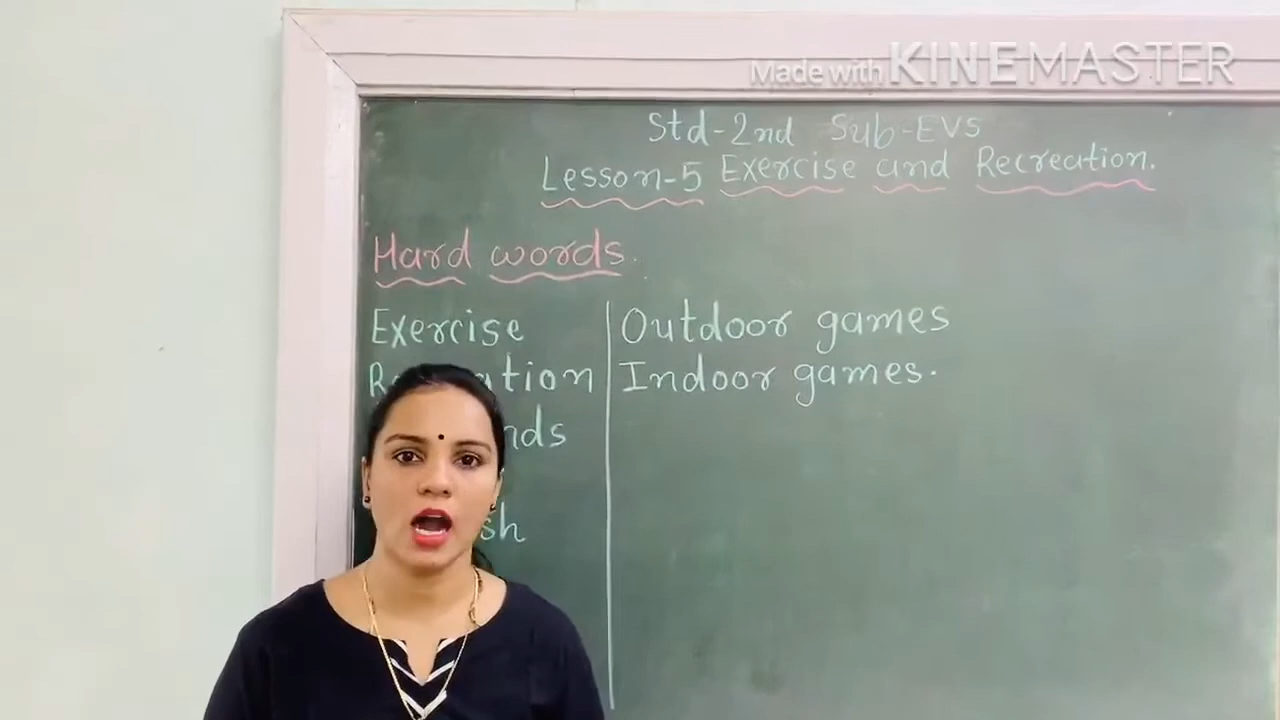 Made with KINEMASTER
Std-2nd Sub-EVS
Lesson-5 Exercise and Recreation.
Hard words.
Exercise
Outdoor games
Indoor games.